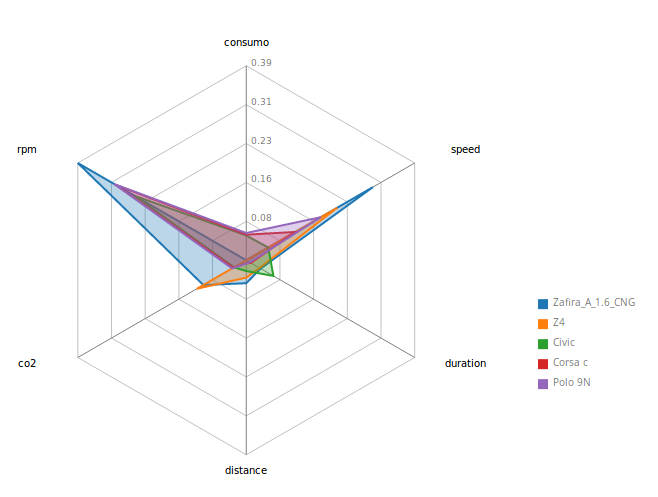 consumo
0.39
0.31
0.23
0.16
0.08
rpm
speed
co2
duration
distance
Zafira_A_1.6_CNG
Z4
Civic
Corsa c
Polo 9N